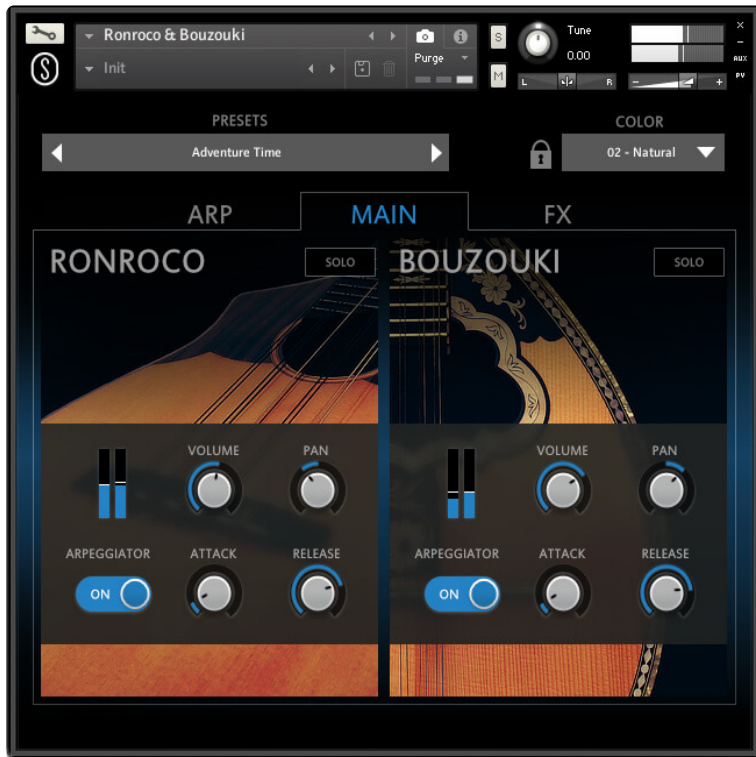 Ronroco & Bouzouki
S
Tune
0.00
x
–
AUX
PV
Init
Purge
M
L
R
–
+
S
PRESETS
COLOR
Adventure Time
02 - Natural
ARP
MAIN
FX
RONROCO
SOLO
BOUZOUKI
SOLO
VOLUME
PAN
VOLUME
PAN
ARPEGGIATOR
ATTACK
RELEASE
ARPEGGIATOR
ATTACK
RELEASE
ON
ON